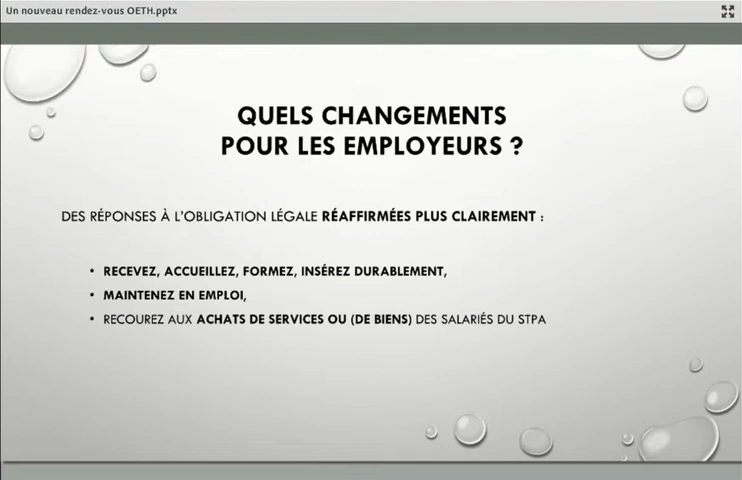 Un nouveau rendez-vous OETH.pptx
QUELS CHANGEMENTS
POUR LES EMPLOYEURS ?
DES RÉPONSES À L'OBLIGATION LÉGALE RÉAFFIRMÉES PLUS CLAIREMENT :
• RECEVEZ, ACCUEILLEZ, FORMEZ, INSÉREZ DURABLEMENT,
• MAINTENEZ EN EMPLOI,
• RECOUREZ AUX ACHATS DE SERVICES OU (DE BIENS) DES SALARIÉS DU STPA